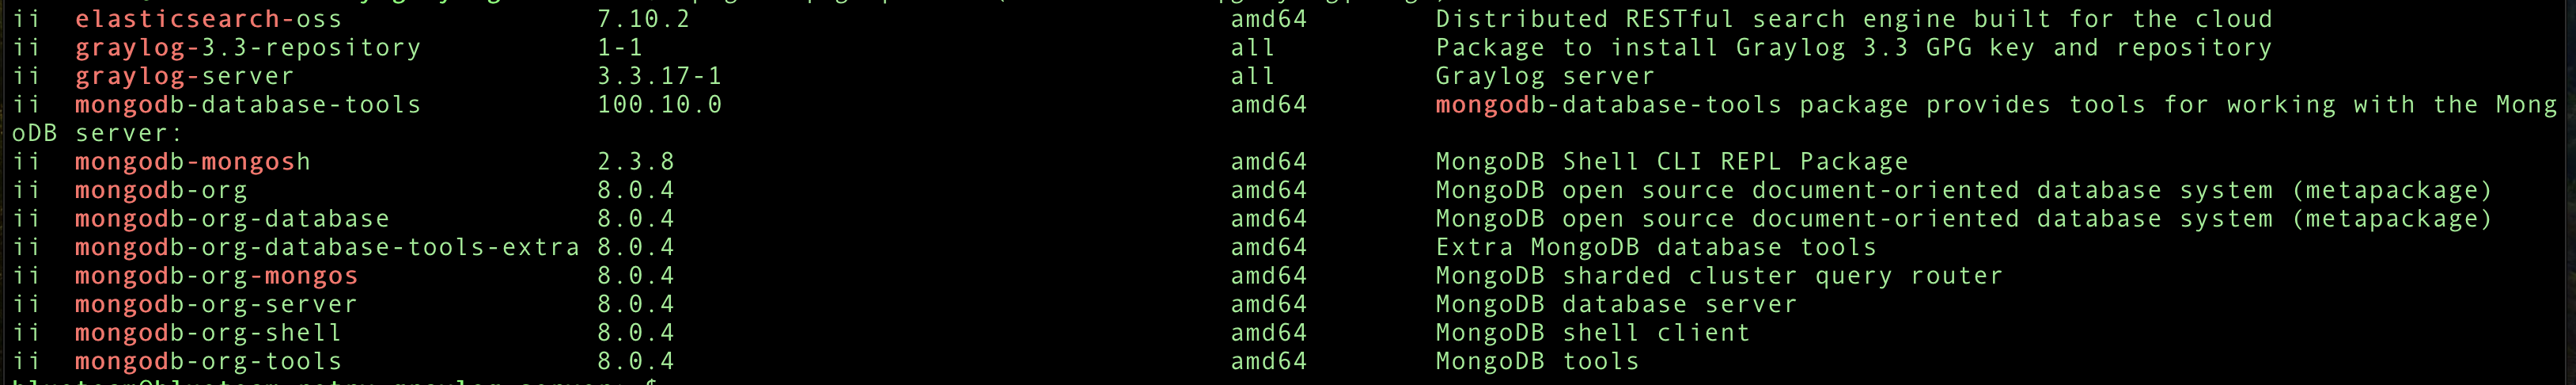 ii elasticsearch-oss 7.10.2 amd64 Distributed RESTful search engine built for the cloud
ii graylog-3.3-repository 1-1 all Package to install Graylog 3.3 GPG key and repository
ii graylog-server 3.3.17-1 all Graylog server
ii mongodb-database-tools 100.10.0 amd64 mongodb-database-tools package provides tools for working with the Mong
oDB server:
ii mongodb-mongosh 2.3.8 amd64 MongoDB Shell CLI REPL Package
ii mongodb-org 8.0.4 amd64 MongoDB open source document-oriented database system (metapackage)
ii mongodb-org-database 8.0.4 amd64 MongoDB open source document-oriented database system (metapackage)
ii mongodb-org-database-tools-extra 8.0.4 amd64 Extra MongoDB database tools
ii mongodb-org-mongos 8.0.4 amd64 MongoDB sharded cluster query router
ii mongodb-org-server 8.0.4 amd64 MongoDB database server
ii mongodb-org-shell 8.0.4 amd64 MongoDB shell client
ii mongodb-org-tools 8.0.4 amd64 MongoDB tools